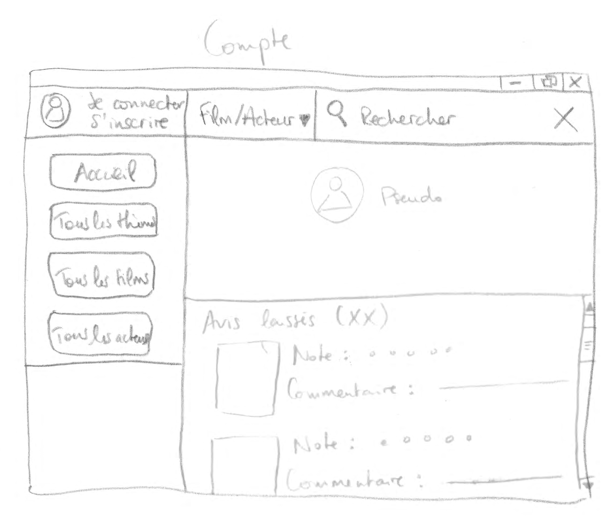 Compte
Se connecter
S'inscrire
Film/Acteur
Rechercher
Accueil
Pseudo
Tous les thèmes
Tous les films
Tous les acteurs
Avis laissés (XX)
Note :
Commentaire :
Note :
Commentaire :